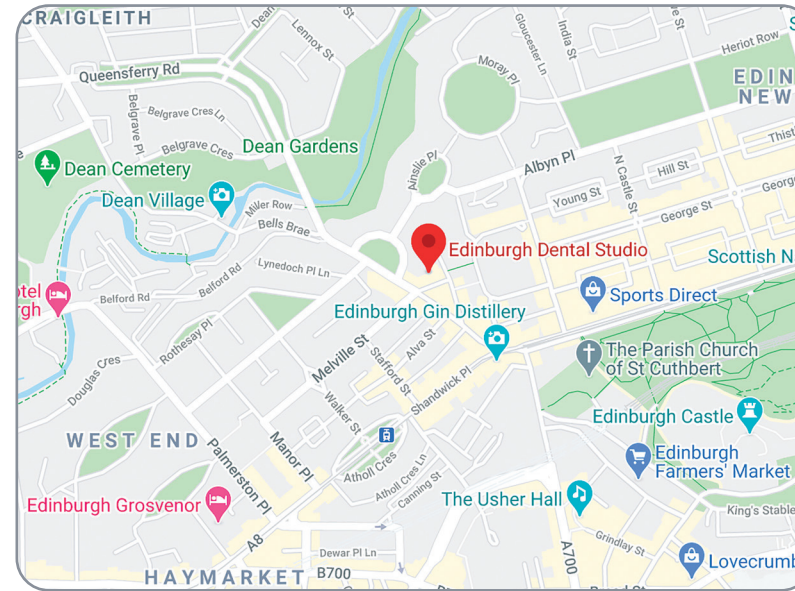 CRAIGLEITH
Dean
Lennox St
Gloucester Ln
India St
Heriot Row
Queensferry Rd
Moray Pl
EDIN
NEW
Belgrave Pl
Belgrave Cres Ln
Belgrave Cres
Dean Gardens
Thist
Ainslie Pl
Albyn Pl
N Castle St
Hill St
Dean Cemetery
Young St
George
George St
Dean Village
Miller Row
Bells Brae
Edinburgh Dental Studio
Scottish N
Lynedoch Pl Ln
Belford Rd
Belford Rd
otel
rgh
Sports Direct
Edinburgh Gin Distillery
Rothesay Pl
Melville St
Alva St
Stafford St
The Parish Church
of St Cuthbert
Douglas Cres
Shandwick Pl
Walker St
Edinburgh Castle
WEST END
Palmerston Pl
Manor Pl
Atholl Cres
Atholl Cres Ln
Canning St
Edinburgh
Farmers' Market
Edinburgh Grosvenor
The Usher Hall
King's Stable
A8
Grindlay St
A700
Dewar Pl Ln
Lovecrumb
HAYMARKET
B700